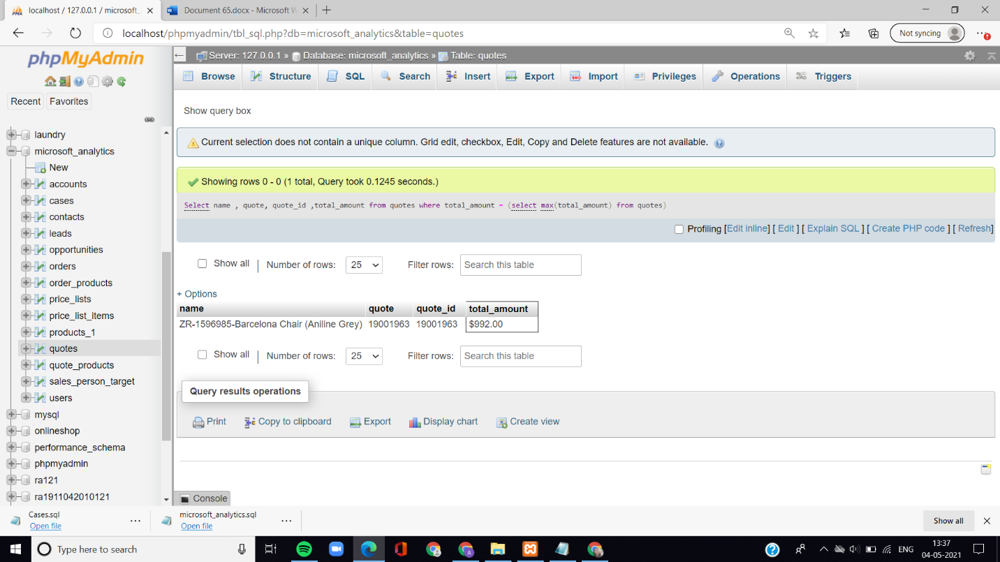 localhost / 127.0.0.1 / microsoft_
Document 65.docx - Microsoft W
localhost/phpmyadmin/tbl_sql.php?db=microsoft_analytics&table=quotes
Not syncing
phpMyAdmin
Recent
Favorites
laundry
microsoft_analytics
New
accounts
cases
contacts
leads
opportunities
orders
order_products
price_lists
price_list_items
products_1
quotes
quote_products
sales_person_target
users
mysql
onlineshop
performance_schema
phpmyadmin
ra121
ra1911042010121
Server: 127.0.0.1 » Database: microsoft_analytics » Table: quotes
Browse Structure SQL Search Insert Export Import Privileges Operations Triggers
Show query box
Current selection does not contain a unique column. Grid edit, checkbox, Edit, Copy and Delete features are not available.
Showing rows 0 - 0 (1 total, Query took 0.1245 seconds.)
Select name , quote, quote_id ,total_amount from quotes where total_amount = (select max(total_amount) from quotes)
Profiling [Edit inline] [ Edit ] [ Explain SQL ] [ Create PHP code ] [ Refresh]
Show all | Number of rows: 25 Filter rows: Search this table
+ Options
name quote quote_id total_amount
ZR-1596985-Barcelona Chair (Aniline Grey) 19001963 19001963 $992.00
Show all | Number of rows: 25 Filter rows: Search this table
Query results operations
Print Copy to clipboard Export Display chart Create view
Console
Cases.sql
Open file
microsoft_analytics.sql
Open file
Show all
Type here to search
ENG
13:37
04-05-2021